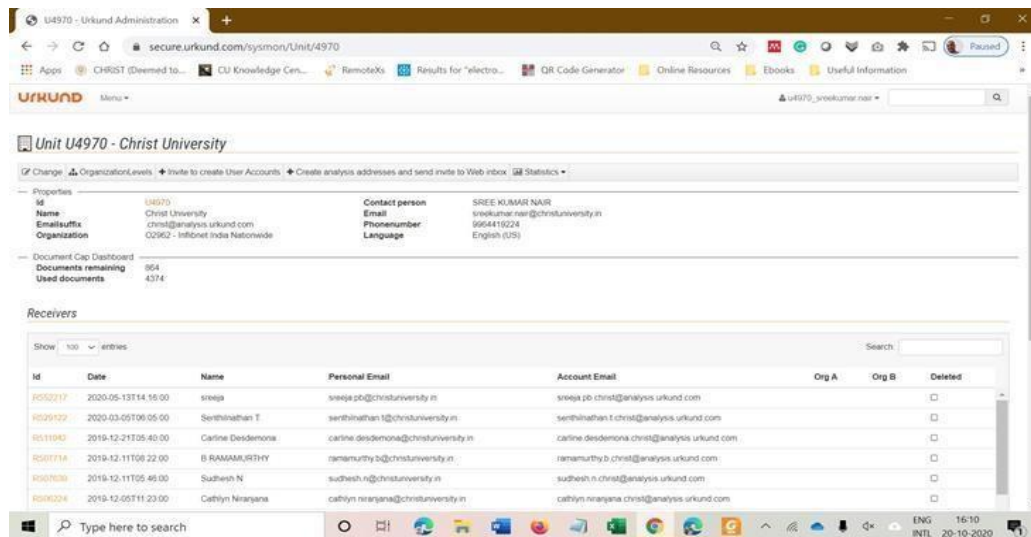 U4970 - Urkund Administration
secure.urkund.com/sysmon/Unit/4970
Paused
Apps CHRIST (Deemed to... CU Knowledge Cen... RemoteXs Results for "electro... QR Code Generator Online Resources Ebooks Useful Information
URKUND Menu u4970_sreekumar.nair
Unit U4970 - Christ University
Change OrganizationLevels Invite to create User Accounts Create analysis addresses and send invite to Web inbox Statistics
Properties
Id U4970 Contact person SREE KUMAR NAIR
Name Christ University Email sreekumar.nair@christuniversity.in
Emailsuffix christ@analysis.urkund.com Phonenumber 9964419224
Organization O2962 - Infibnet India Nationwide Language English (US)
Document Cap Dashboard
Documents remaining 864
Used documents 4374
Receivers
Show 100 entries Search:
Id Date Name Personal Email Account Email Org A Org B Deleted
2020-05-13T14:16:00 sreeja sreeja.pb@christuniversity.in sreeja.pb.christ@analysis.urkund.com
2020-03-05T06:05:00 Senthilnathan T senthilnathan.t@christuniversity.in senthilnathan.t.christ@analysis.urkund.com
2019-12-21T05:40:00 Carline Desdemona carline.desdemona@christuniversity.in carline.desdemona.christ@analysis.urkund.com
2019-12-11T08:22:00 B RAMAMURTHY ramamurthy.b@christuniversity.in ramamurthy.b.christ@analysis.urkund.com
2019-12-11T05:46:00 Sudhesh N sudhesh.n@christuniversity.in sudhesh.n.christ@analysis.urkund.com
2019-12-05T11:23:00 Cathlyn Niranjana cathlyn.niranjana@christuniversity.in cathlyn.niranjana.christ@analysis.urkund.com
Type here to search
ENG 16:10
INTL 20-10-2020